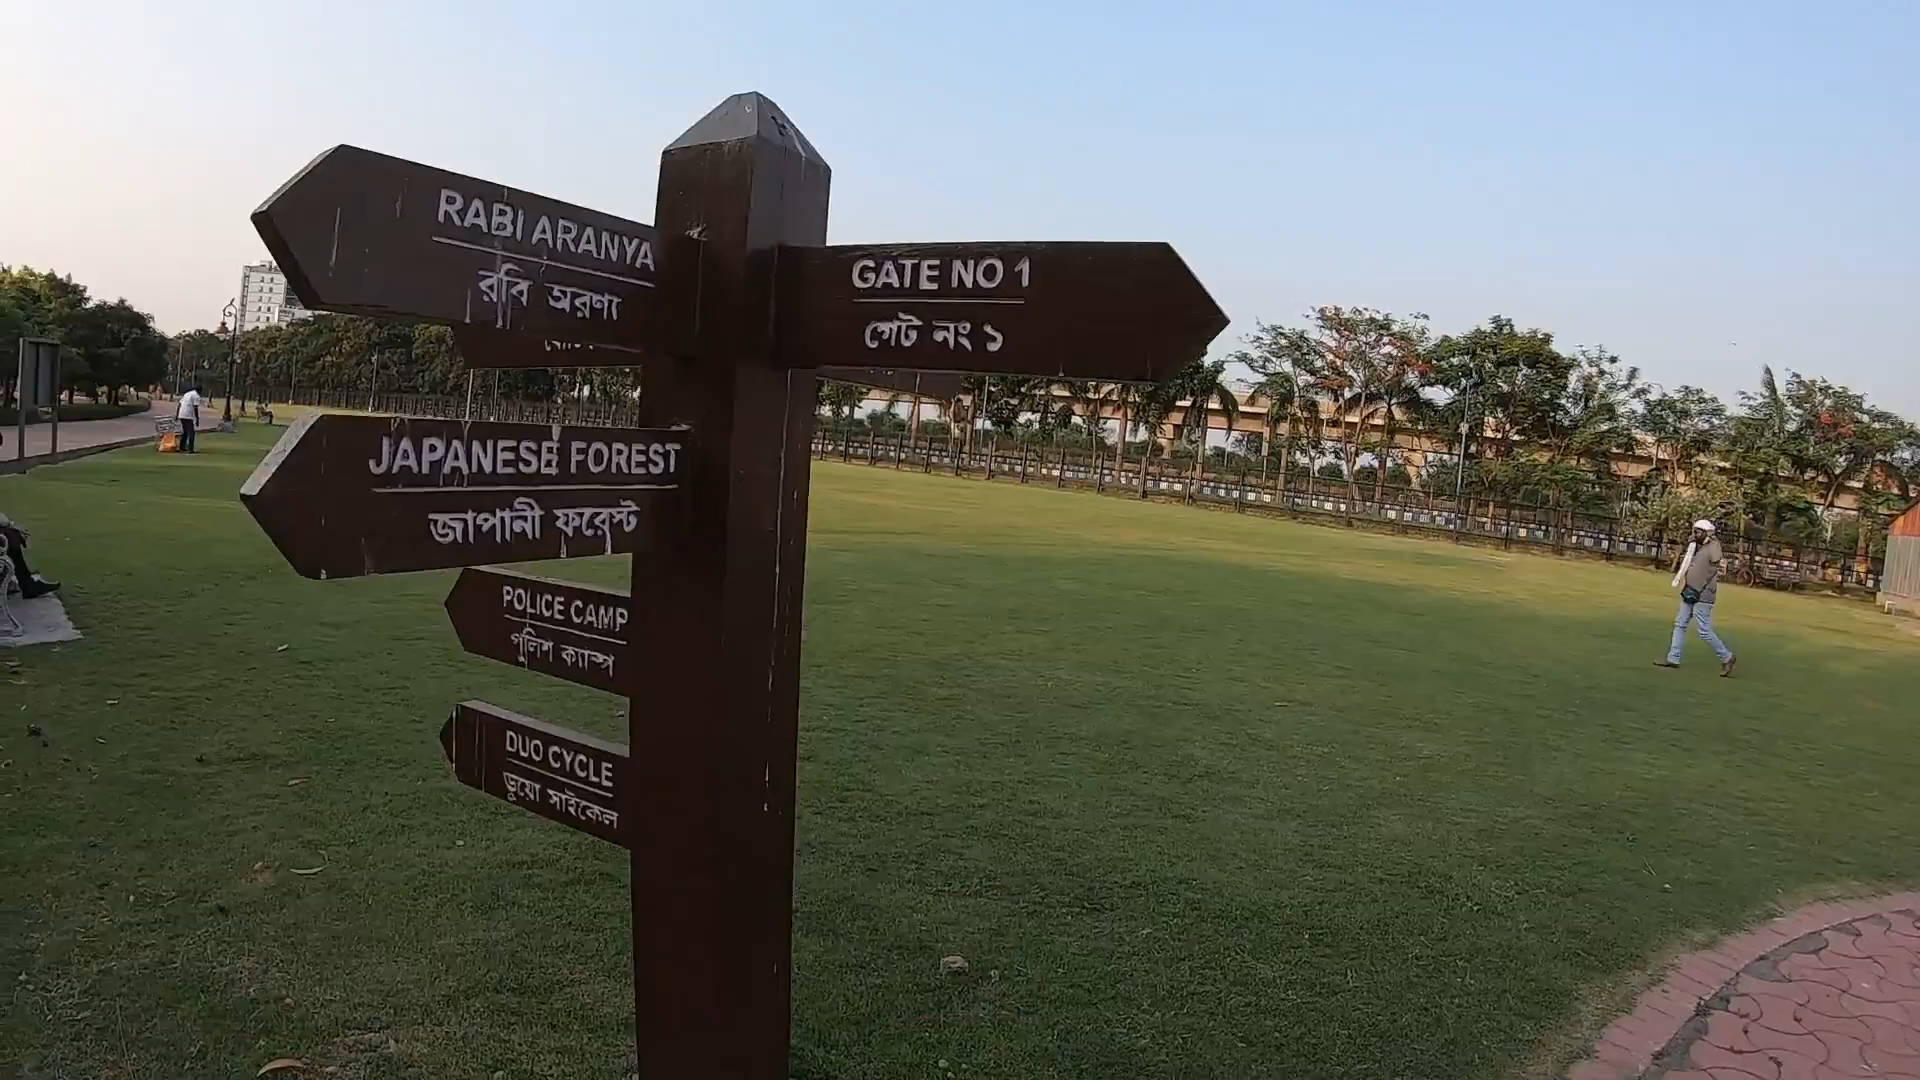 RABI ARANYA
রবি অরণ্য
GATE NO 1
গেট নং ১
JAPANESE FOREST
জাপানী ফরেস্ট
POLICE CAMP
পুলিশ ক্যাম্প
DUO CYCLE
ডুয়ো সাইকেল